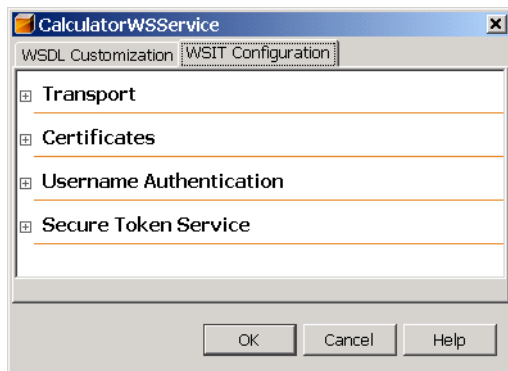 CalculatorWSService
WSDL Customization WSIT Configuration
Transport
Certificates
Username Authentication
Secure Token Service
OK Cancel Help